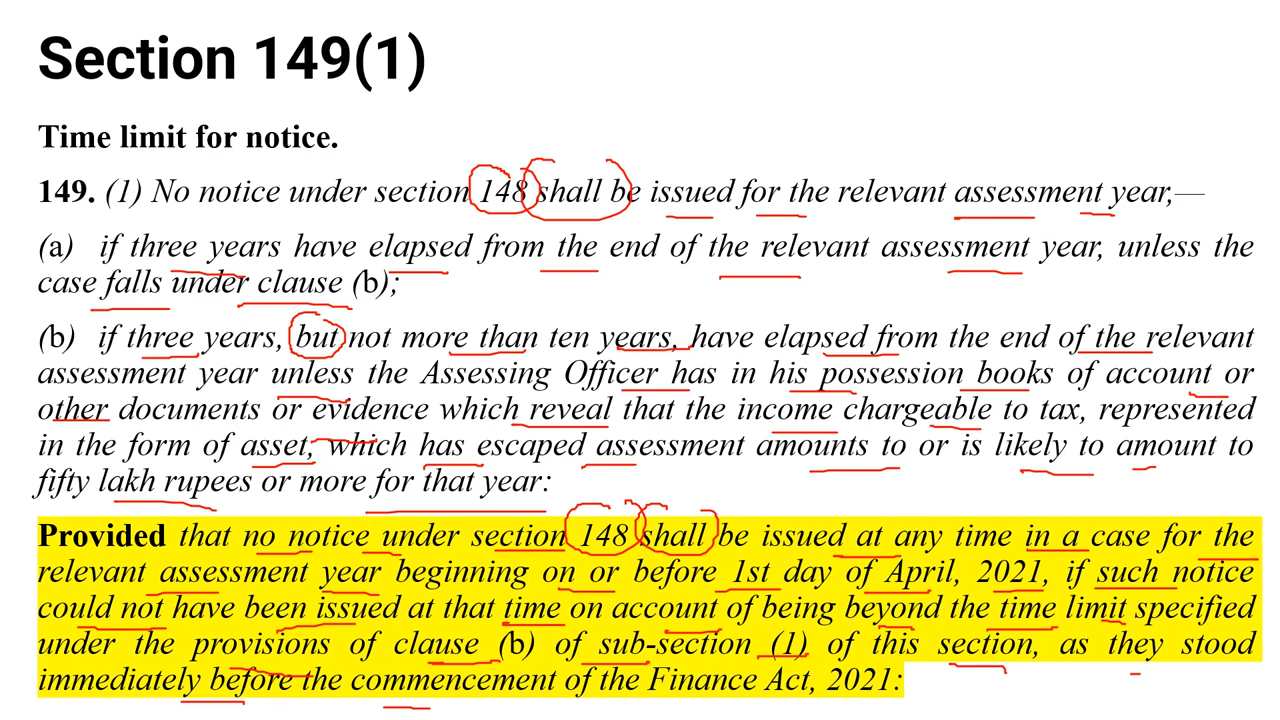 Section 149(1)
Time limit for notice.
149. (1) No notice under section 148 shall be issued for the relevant assessment year,—
(a) if three years have elapsed from the end of the relevant assessment year, unless the
case falls under clause (b);
(b) if three years, but not more than ten years, have elapsed from the end of the relevant
assessment year unless the Assessing Officer has in his possession books of account or
other documents or evidence which reveal that the income chargeable to tax, represented
in the form of asset, which has escaped assessment amounts to or is likely to amount to
fifty lakh rupees or more for that year:
Provided that no notice under section 148 shall be issued at any time in a case for the
relevant assessment year beginning on or before 1st day of April, 2021, if such notice
could not have been issued at that time on account of being beyond the time limit specified
under the provisions of clause (b) of sub-section (1) of this section, as they stood
immediately before the commencement of the Finance Act, 2021: